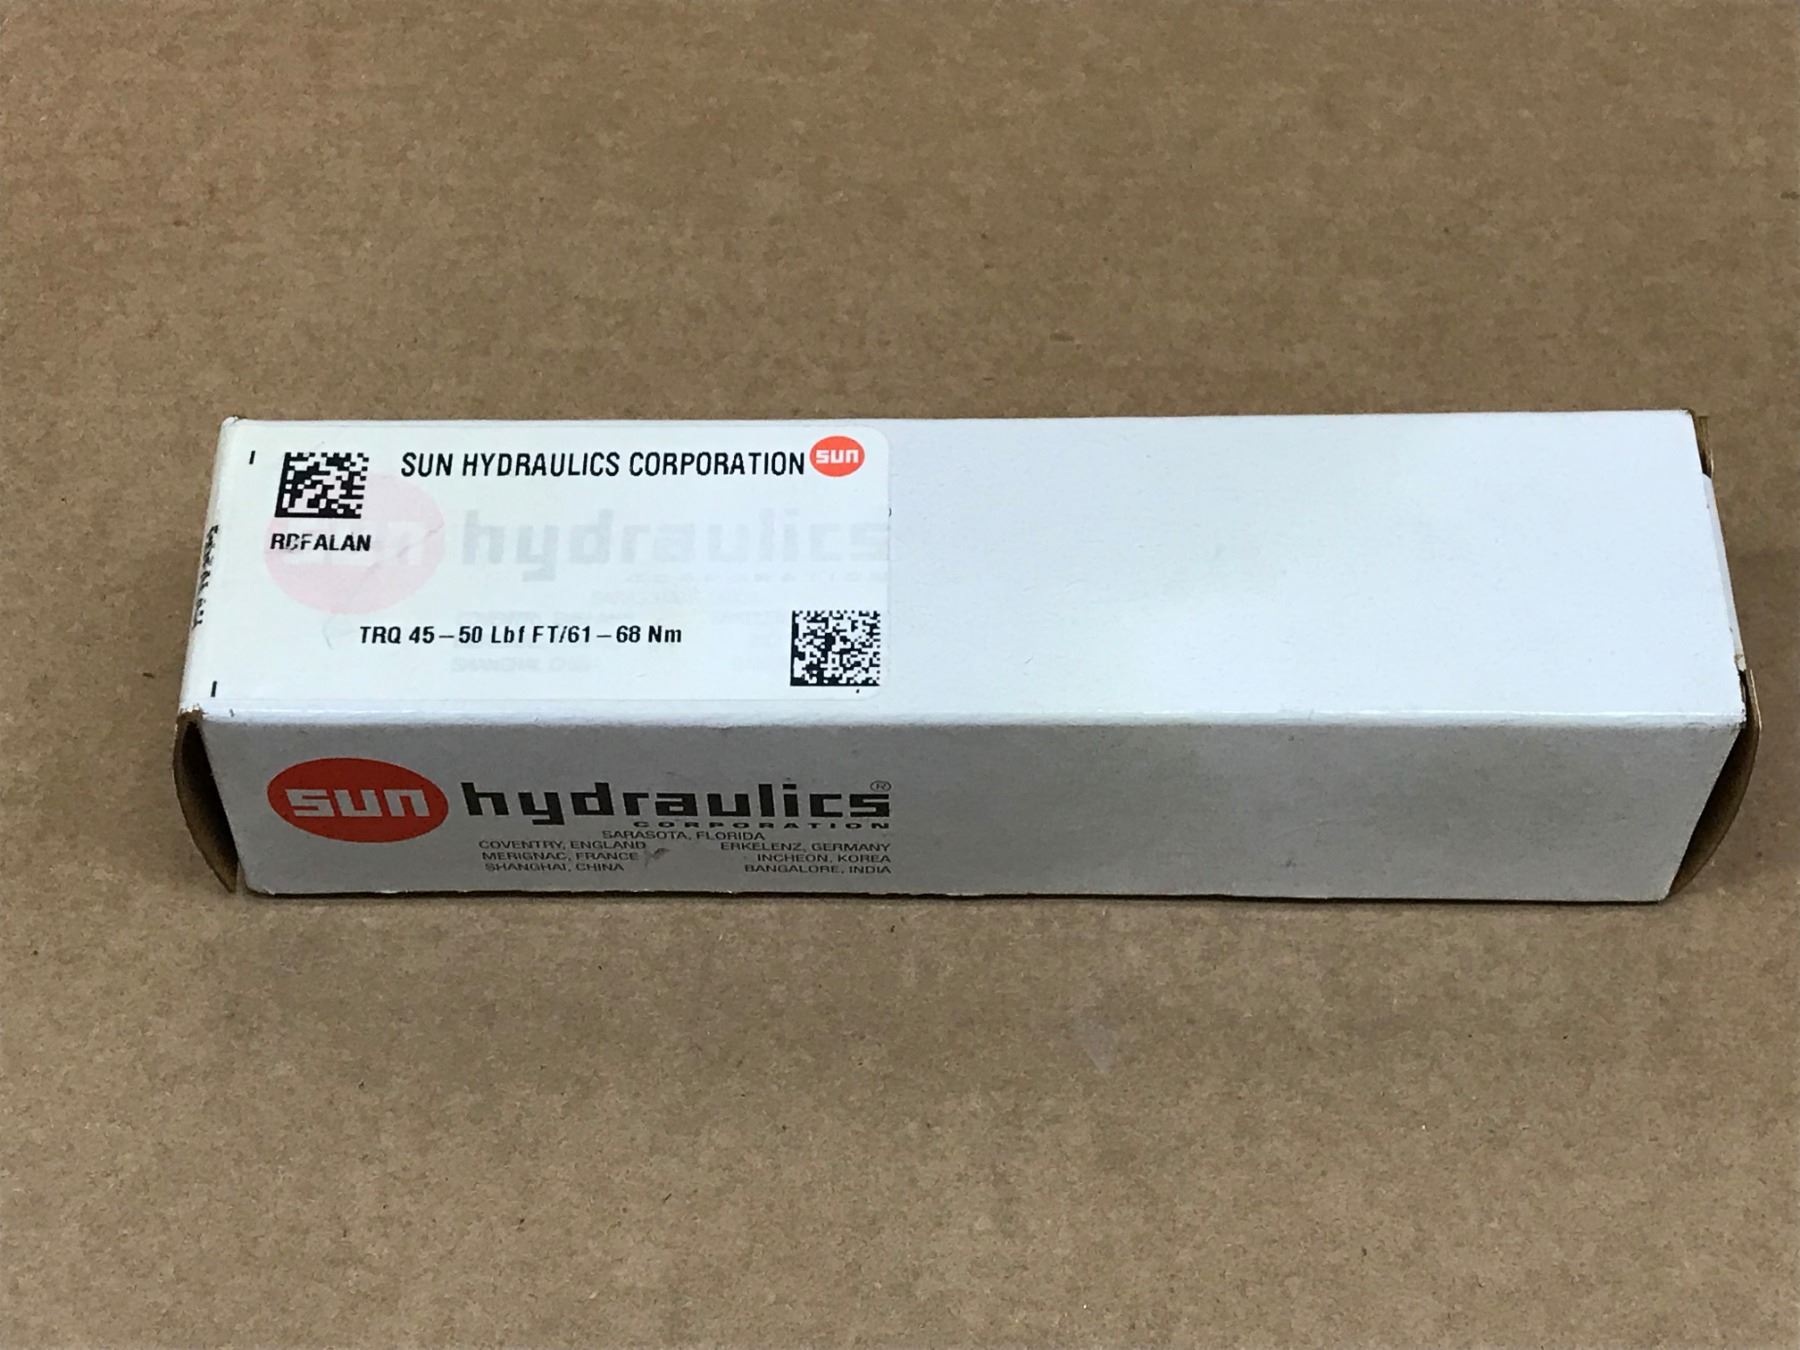 SUN HYDRAULICS CORPORATION sun
RDFALAN
TRQ 45-50 Lbf FT/61-68 Nm
sun hydraulics®
CORPORATION
SARASOTA, FLORIDA
COVENTRY, ENGLAND ERKELENZ, GERMANY
MERIGNAC, FRANCE INCHEON, KOREA
SHANGHAI, CHINA BANGALORE, INDIA